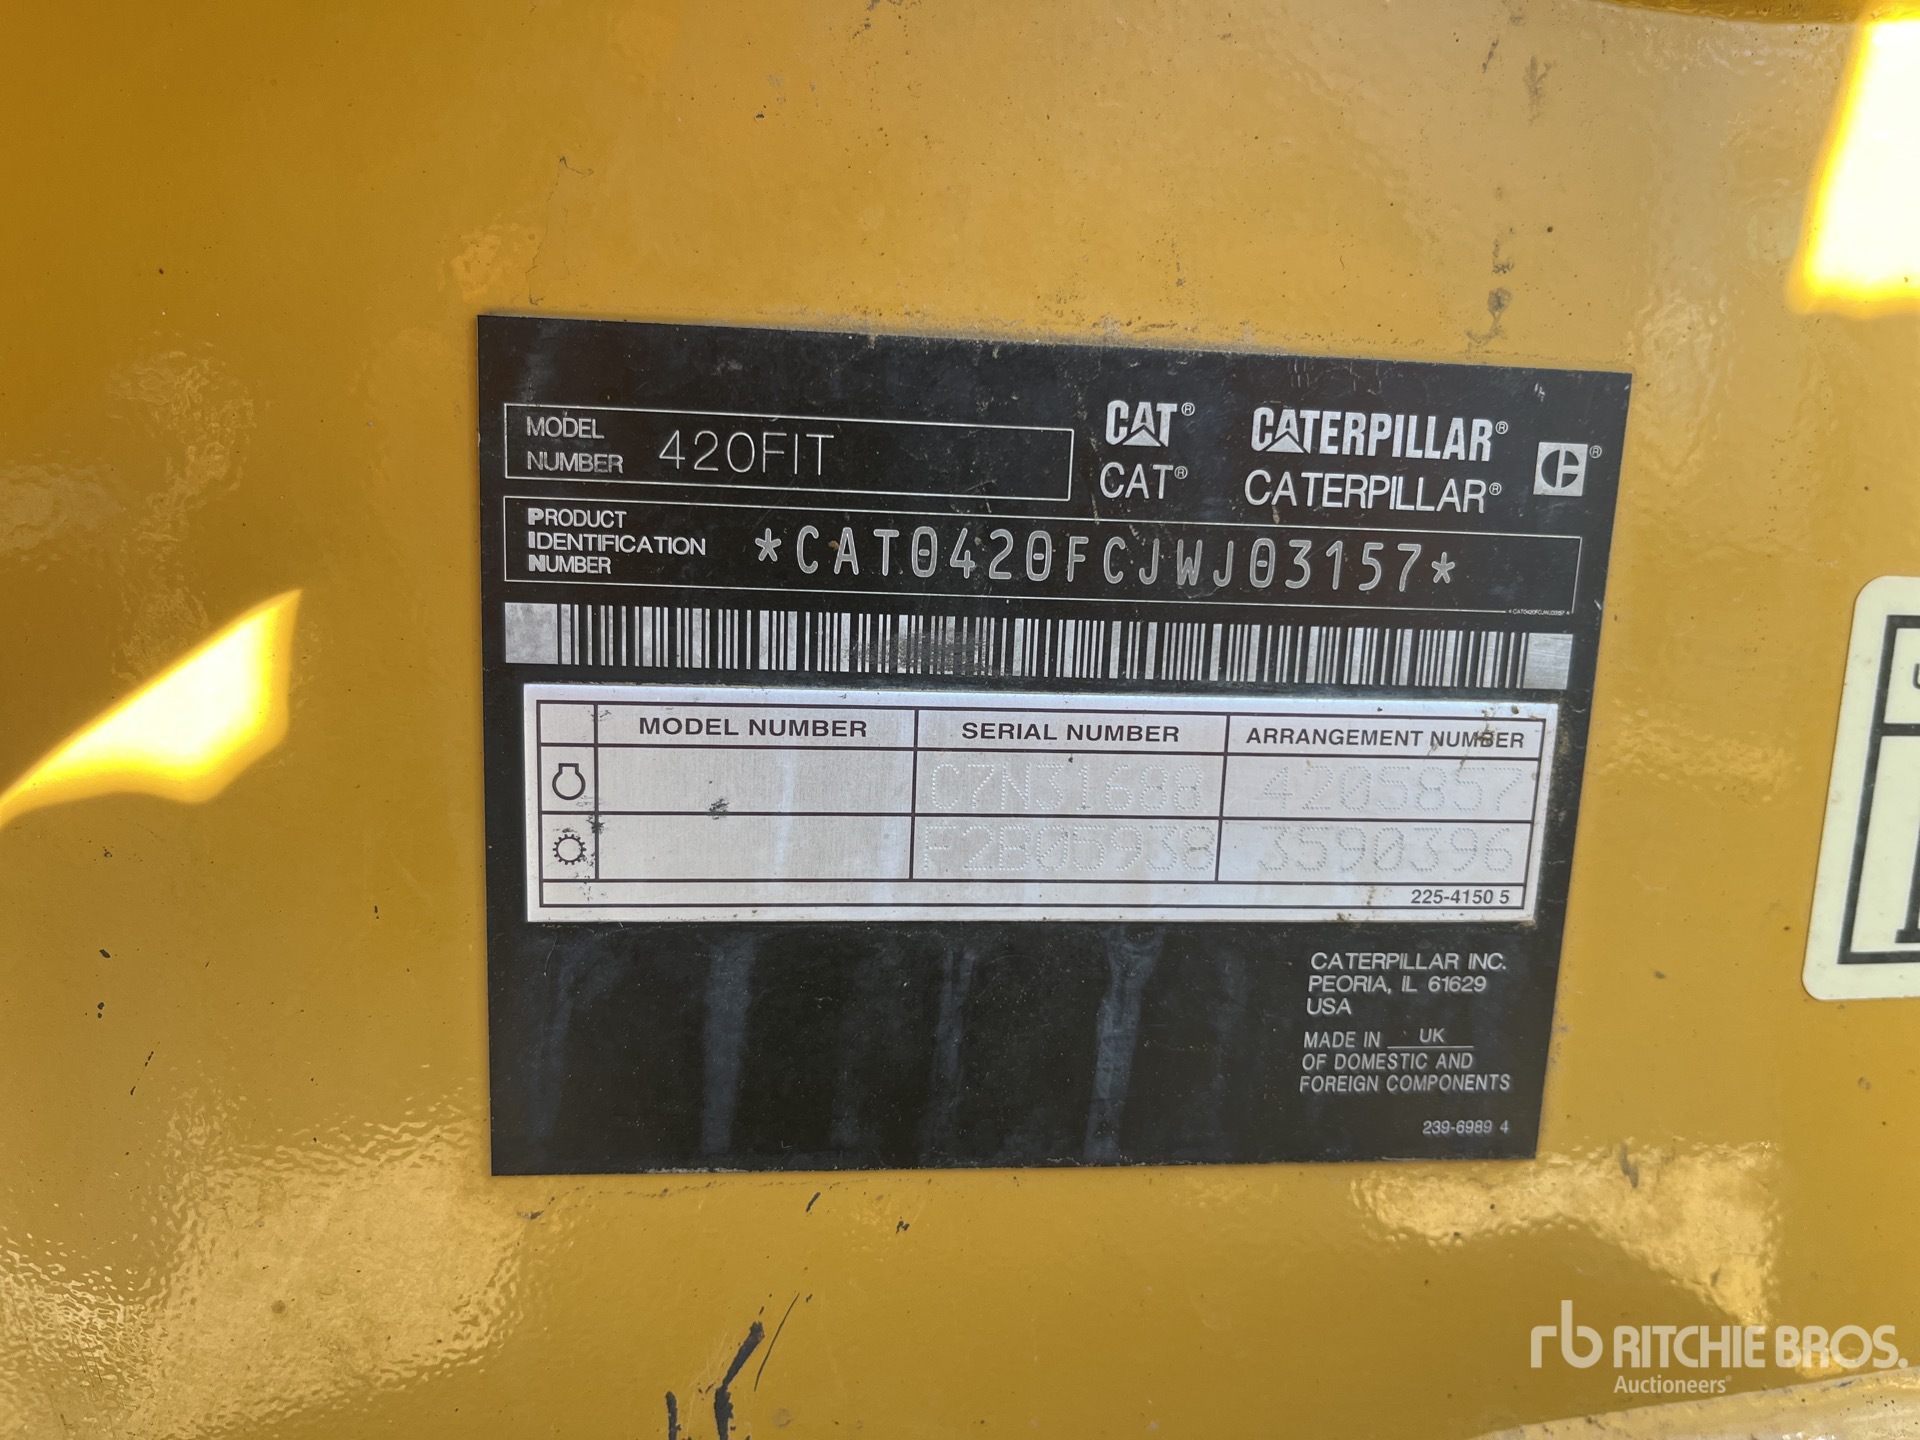 MODEL NUMBER 420FIT
CAT® CATERPILLAR®
CAT® CATERPILLAR®
PRODUCT IDENTIFICATION NUMBER *CAT0420FCJWJ03157*
*CAT0420FCJWJ03157*
MODEL NUMBER SERIAL NUMBER ARRANGEMENT NUMBER
C7N31688 4205857
F2B05938 3590396
225-4150 5
CATERPILLAR INC.
PEORIA, IL 61629
USA
MADE IN UK
OF DOMESTIC AND
FOREIGN COMPONENTS
239-6989 4
rb RITCHIE BROS.
Auctioneers